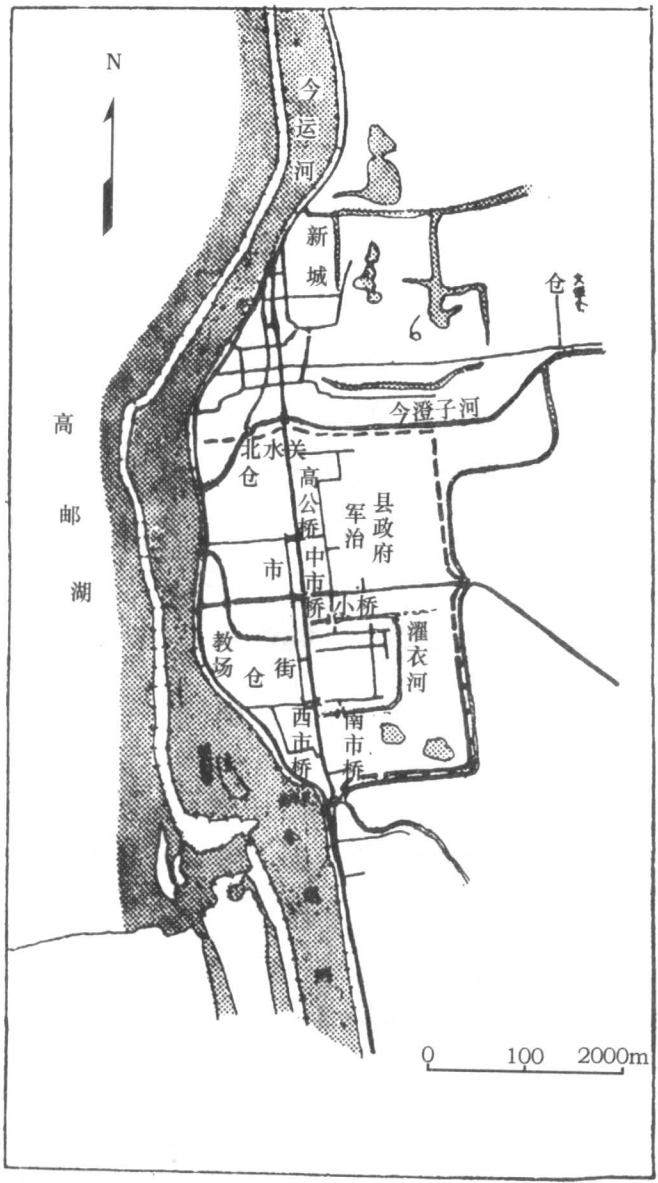 N
今运河
新城
仓
高邮湖
今澄子河
北水关
仓
高公桥
县政府
军治
市
中市桥
小桥
教场
仓
街
濯衣河
西市桥
南市桥
0 100 2000m